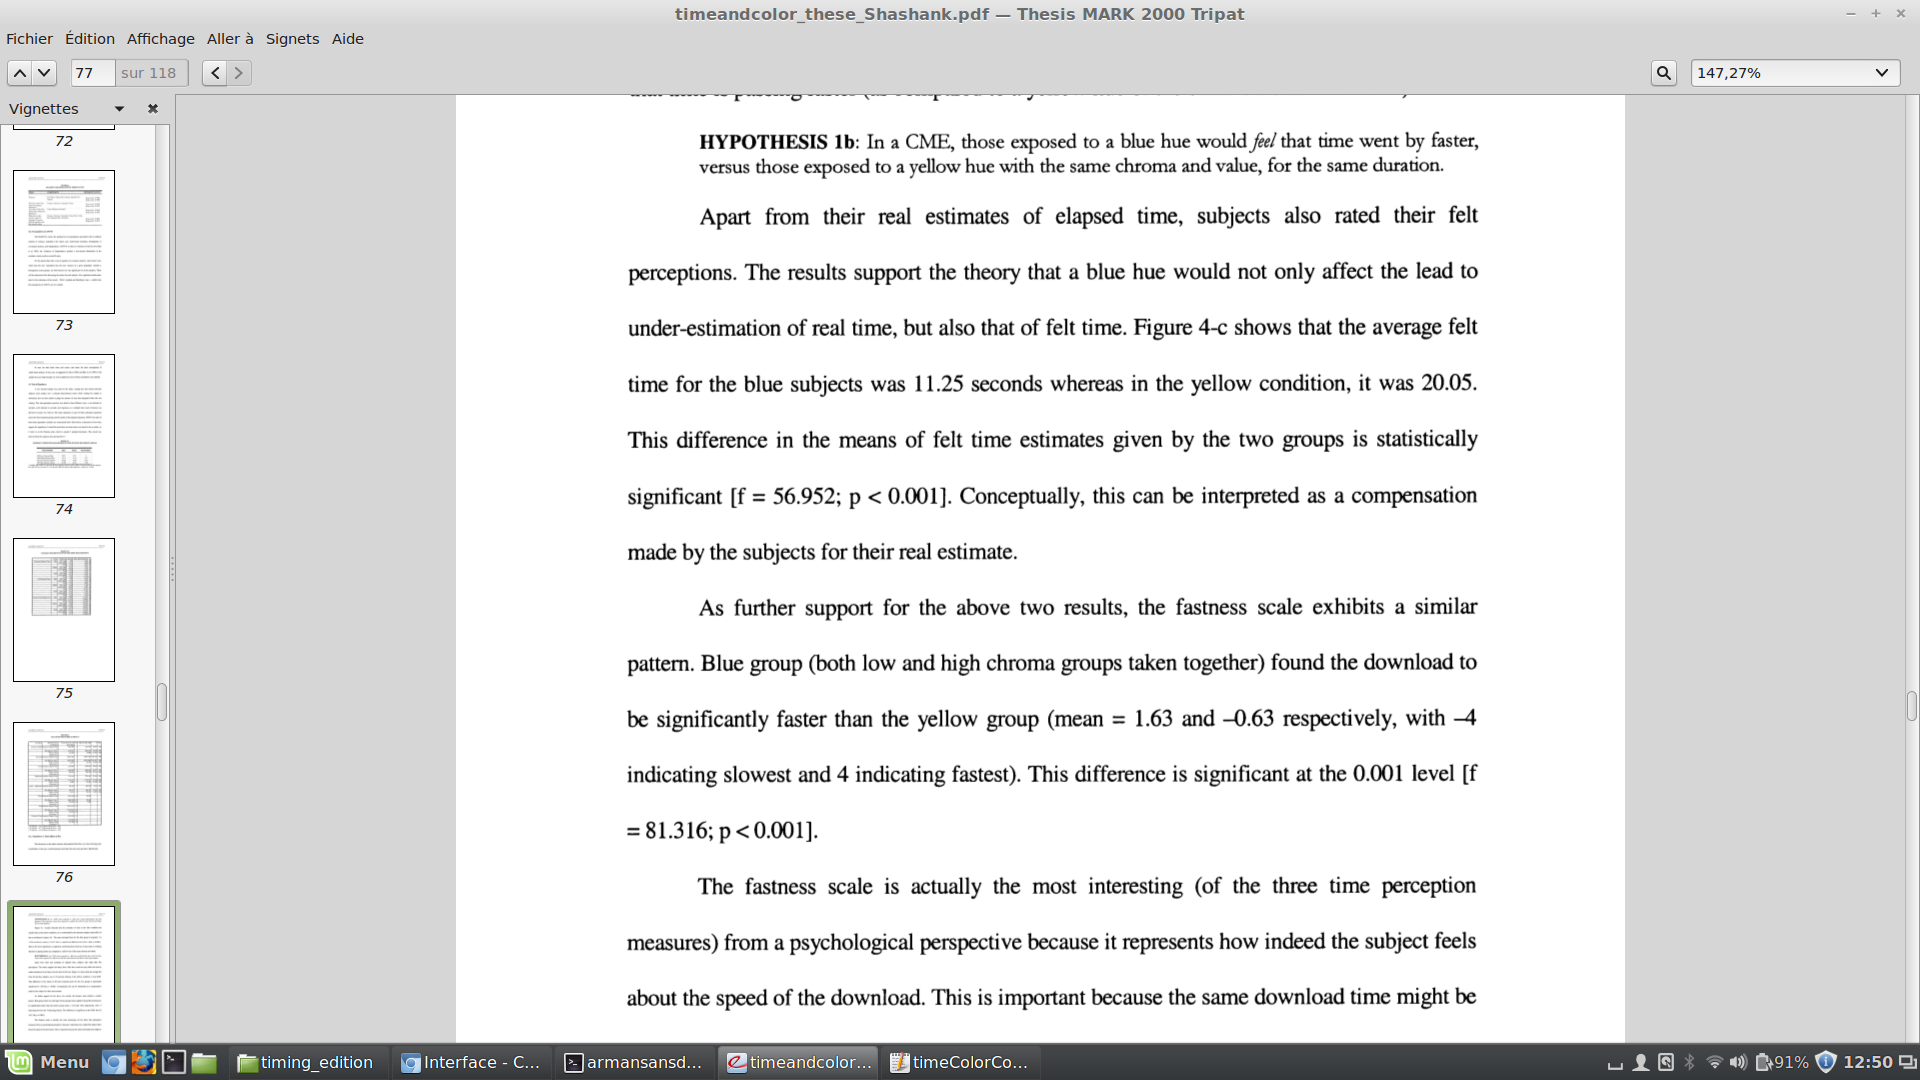 timeandcolor_these_Shashank.pdf — Thesis MARK 2000 Tripat
Fichier Édition Affichage Aller à Signets Aide
77 sur 118
147,27%
Vignettes
72
73
74
75
76
HYPOTHESIS 1b: In a CME, those exposed to a blue hue would feel that time went by faster,
versus those exposed to a yellow hue with the same chroma and value, for the same duration.
Apart from their real estimates of elapsed time, subjects also rated their felt
perceptions. The results support the theory that a blue hue would not only affect the lead to
under-estimation of real time, but also that of felt time. Figure 4-c shows that the average felt
time for the blue subjects was 11.25 seconds whereas in the yellow condition, it was 20.05.
This difference in the means of felt time estimates given by the two groups is statistically
significant [f = 56.952; p < 0.001]. Conceptually, this can be interpreted as a compensation
made by the subjects for their real estimate.
As further support for the above two results, the fastness scale exhibits a similar
pattern. Blue group (both low and high chroma groups taken together) found the download to
be significantly faster than the yellow group (mean = 1.63 and –0.63 respectively, with –4
indicating slowest and 4 indicating fastest). This difference is significant at the 0.001 level [f
= 81.316; p < 0.001].
The fastness scale is actually the most interesting (of the three time perception
measures) from a psychological perspective because it represents how indeed the subject feels
about the speed of the download. This is important because the same download time might be
Menu timing_edition Interface - C... armansansd... timeandcolor... timeColorCo... 91% 12:50